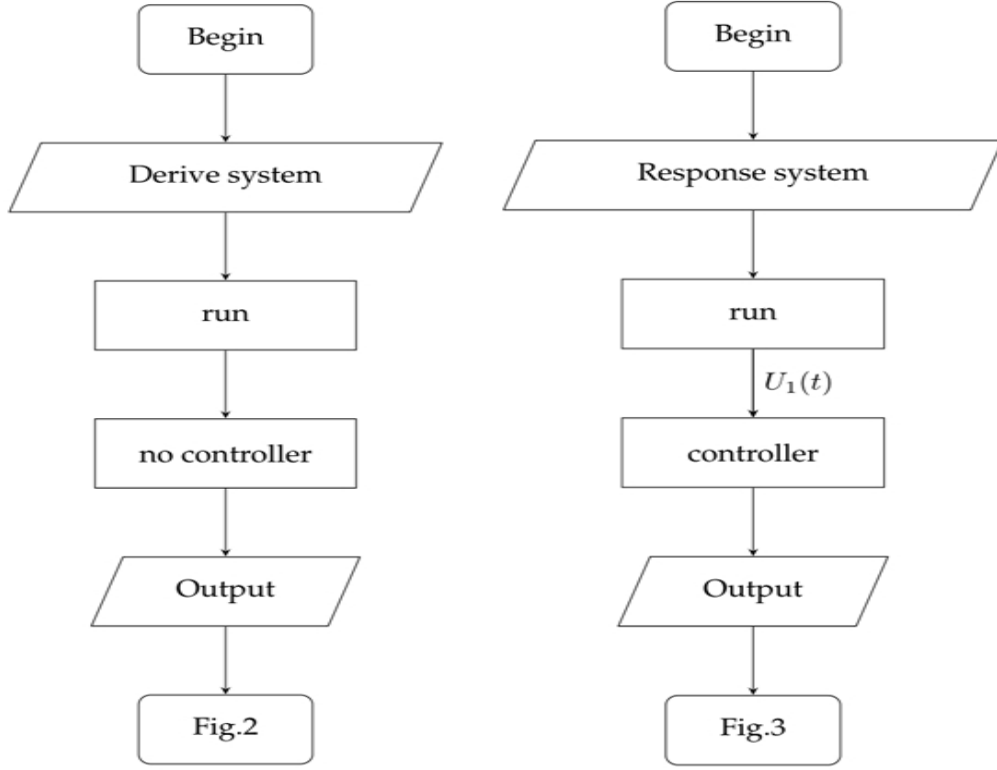 Begin
Derive system
run
no controller
Output
Fig.2
Begin
Response system
run
U₁(t)
controller
Output
Fig.3